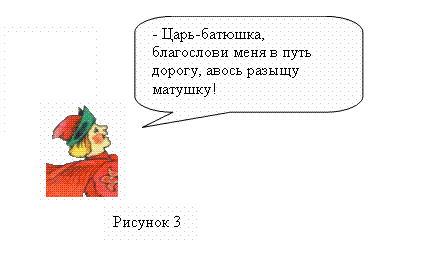 - Царь-батюшка,
благослови меня в путь
дорогу, авось разыщу
матушку!
Рисунок 3